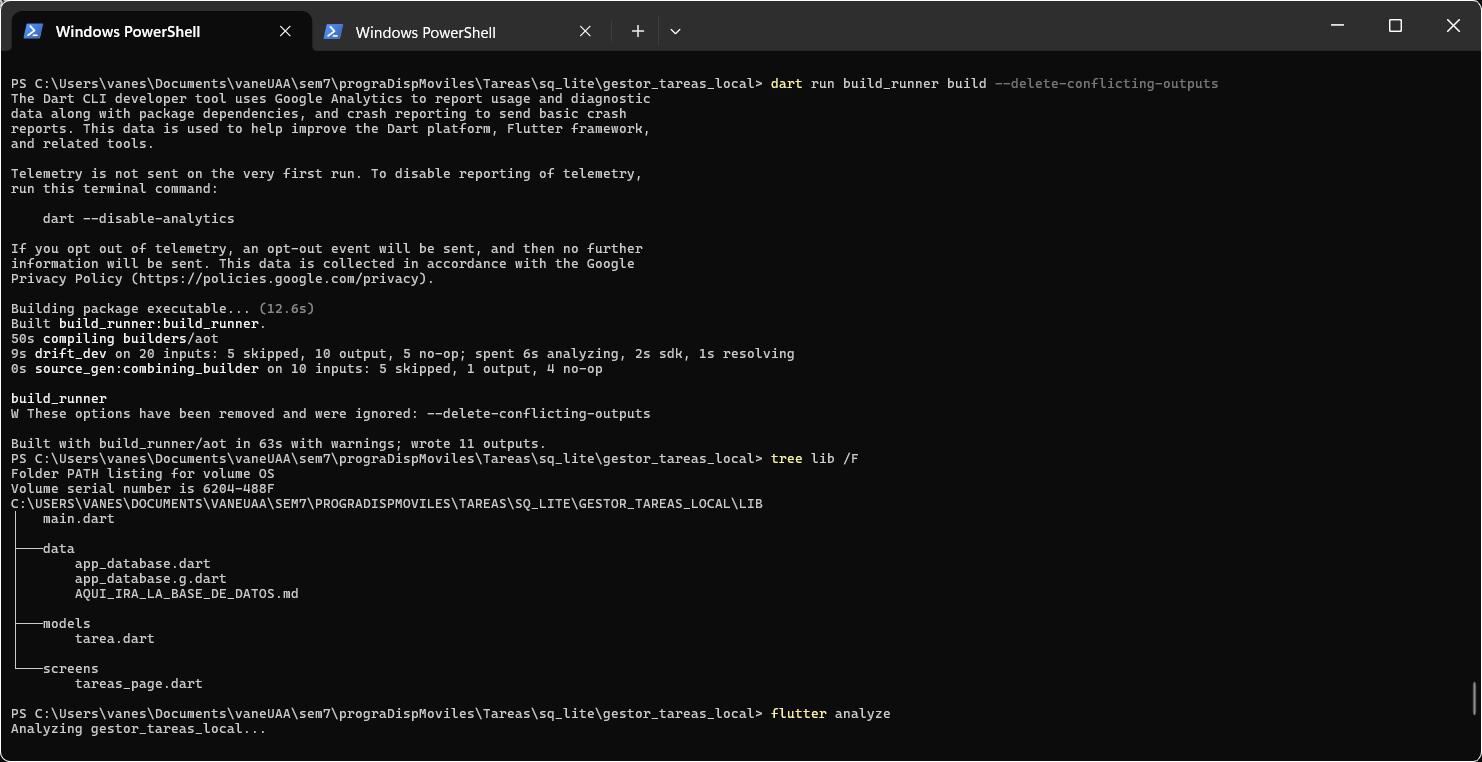 Windows PowerShell
Windows PowerShell
PS C:\Users\vanes\Documents\vaneUAA\sem7\prograDispMoviles\Tareas\sq_lite\gestor_tareas_local> dart run build_runner build --delete-conflicting-outputs
The Dart CLI developer tool uses Google Analytics to report usage and diagnostic
data along with package dependencies, and crash reporting to send basic crash
reports. This data is used to help improve the Dart platform, Flutter framework,
and related tools.
Telemetry is not sent on the very first run. To disable reporting of telemetry,
run this terminal command:
dart --disable-analytics
If you opt out of telemetry, an opt-out event will be sent, and then no further
information will be sent. This data is collected in accordance with the Google
Privacy Policy (https://policies.google.com/privacy).
Building package executable... (12.6s)
Built build_runner:build_runner.
50s compiling builders/aot
9s drift_dev on 20 inputs: 5 skipped, 10 output, 5 no-op; spent 6s analyzing, 2s sdk, 1s resolving
0s source_gen:combining_builder on 10 inputs: 5 skipped, 1 output, 4 no-op
build_runner
W These options have been removed and were ignored: --delete-conflicting-outputs
Built with build_runner/aot in 63s with warnings; wrote 11 outputs.
PS C:\Users\vanes\Documents\vaneUAA\sem7\prograDispMoviles\Tareas\sq_lite\gestor_tareas_local> tree lib /F
Folder PATH listing for volume OS
Volume serial number is 6204-488F
C:\USERS\VANES\DOCUMENTS\VANEUAA\SEM7\PROGRADISPMOVILES\TAREAS\SQ_LITE\GESTOR_TAREAS_LOCAL\LIB
│   main.dart
├───data
app_database.dart
app_database.g.dart
AQUI_IRA_LA_BASE_DE_DATOS.md
├───models
tarea.dart
└───screens
tareas_page.dart
PS C:\Users\vanes\Documents\vaneUAA\sem7\prograDispMoviles\Tareas\sq_lite\gestor_tareas_local> flutter analyze
Analyzing gestor_tareas_local...